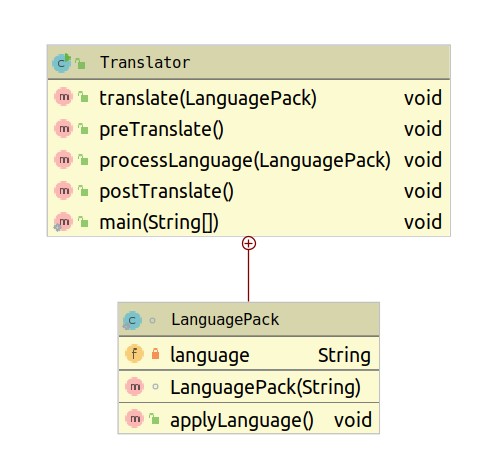 Translator
translate(LanguagePack) void
preTranslate() void
processLanguage(LanguagePack) void
postTranslate() void
main(String[]) void
LanguagePack
language String
LanguagePack(String)
applyLanguage() void